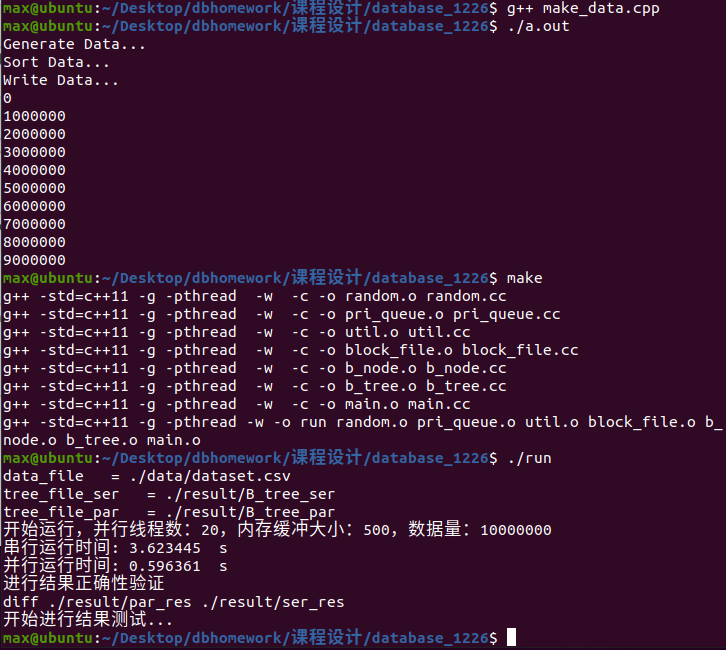 max@ubuntu:~/Desktop/dbhomework/课程设计/database_1226$ g++ make_data.cpp
max@ubuntu:~/Desktop/dbhomework/课程设计/database_1226$ ./a.out
Generate Data...
Sort Data...
Write Data...
0
1000000
2000000
3000000
4000000
5000000
6000000
7000000
8000000
9000000
max@ubuntu:~/Desktop/dbhomework/课程设计/database_1226$ make
g++ -std=c++11 -g -pthread  -w  -c -o random.o random.cc
g++ -std=c++11 -g -pthread  -w  -c -o pri_queue.o pri_queue.cc
g++ -std=c++11 -g -pthread  -w  -c -o util.o util.cc
g++ -std=c++11 -g -pthread  -w  -c -o block_file.o block_file.cc
g++ -std=c++11 -g -pthread  -w  -c -o b_node.o b_node.cc
g++ -std=c++11 -g -pthread  -w  -c -o b_tree.o b_tree.cc
g++ -std=c++11 -g -pthread  -w  -c -o main.o main.cc
g++ -std=c++11 -g -pthread -w -o run random.o pri_queue.o util.o block_file.o b_
node.o b_tree.o main.o
max@ubuntu:~/Desktop/dbhomework/课程设计/database_1226$ ./run
data_file   = ./data/dataset.csv
tree_file_ser   = ./result/B_tree_ser
tree_file_par   = ./result/B_tree_par
开始运行，并行线程数：20，内存缓冲大小：500，数据量：10000000
串行运行时间: 3.623445  s
并行运行时间: 0.596361  s
进行结果正确性验证
diff ./result/par_res ./result/ser_res
开始进行结果测试...
max@ubuntu:~/Desktop/dbhomework/课程设计/database_1226$